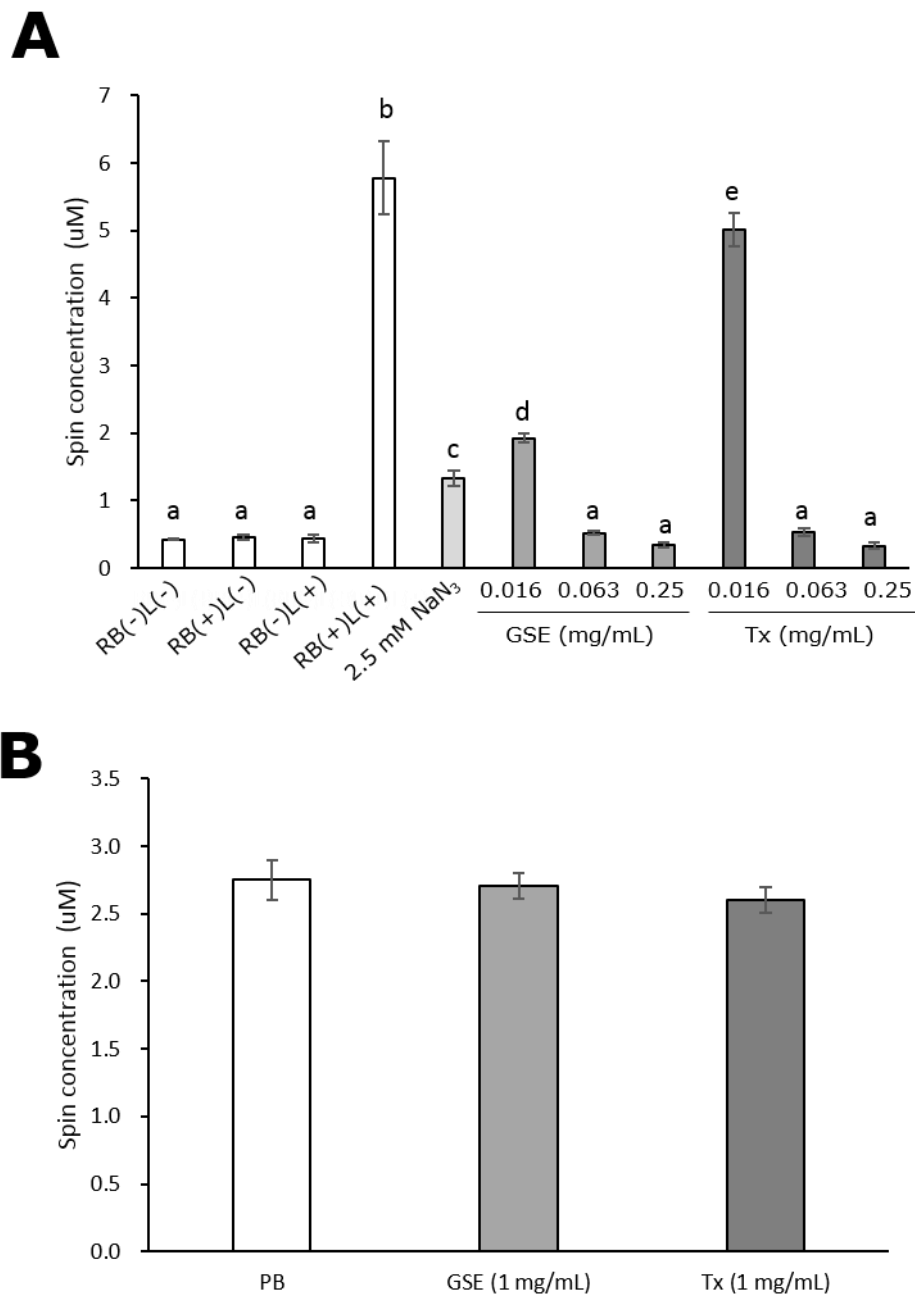 A
7
6
5
4
3
2
1
0
Spin concentration (uM)
a
a
a
b
c
d
a
a
e
a
a
RB(-)L(-)
RB(+)L(-)
RB(-)L(+)
RB(+)L(+)
2.5 mM NaN₃
0.016 0.063 0.25
GSE (mg/mL)
0.016 0.063 0.25
Tx (mg/mL)
B
3.5
3.0
2.5
2.0
1.5
1.0
0.5
0.0
Spin concentration (uM)
PB
GSE (1 mg/mL)
Tx (1 mg/mL)